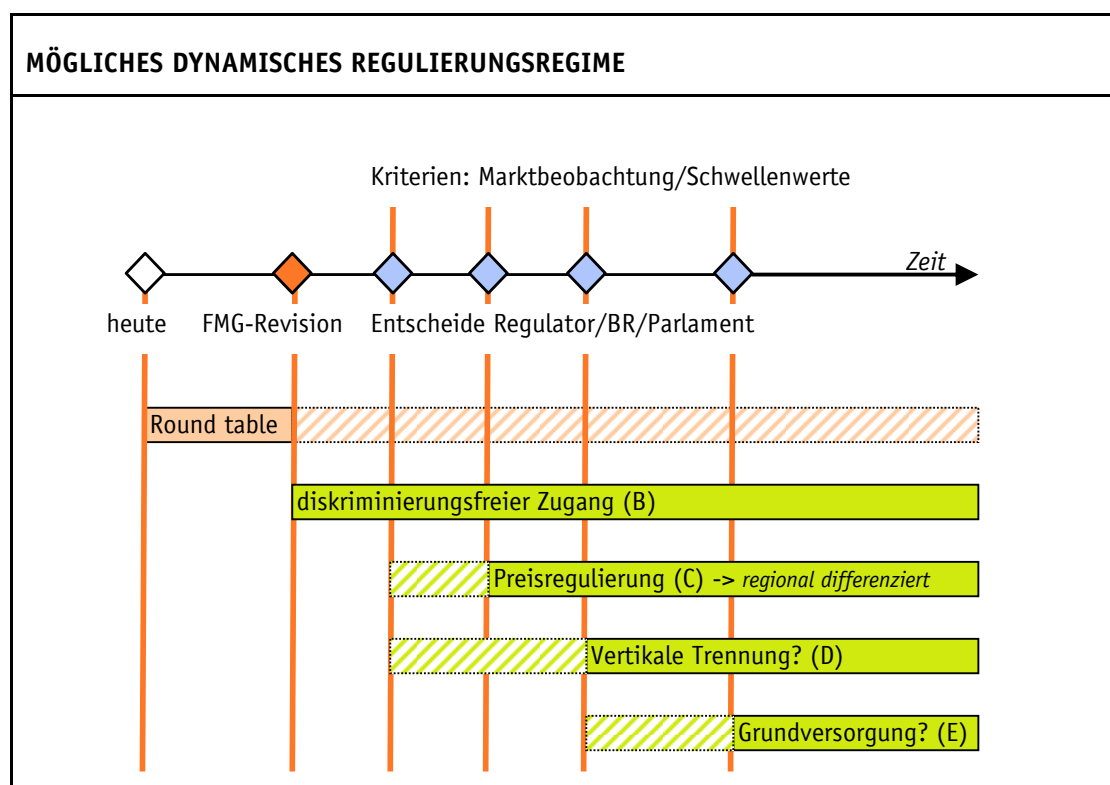 MÖGLICHES DYNAMISCHES REGULIERUNGSREGIME
Kriterien: Marktbeobachtung/Schwellenwerte
Zeit
heute FMG-Revision Entscheide Regulator/BR/Parlament
Round table
diskriminierungsfreier Zugang (B)
Preisregulierung (C) -> regional differenziert
Vertikale Trennung? (D)
Grundversorgung? (E)